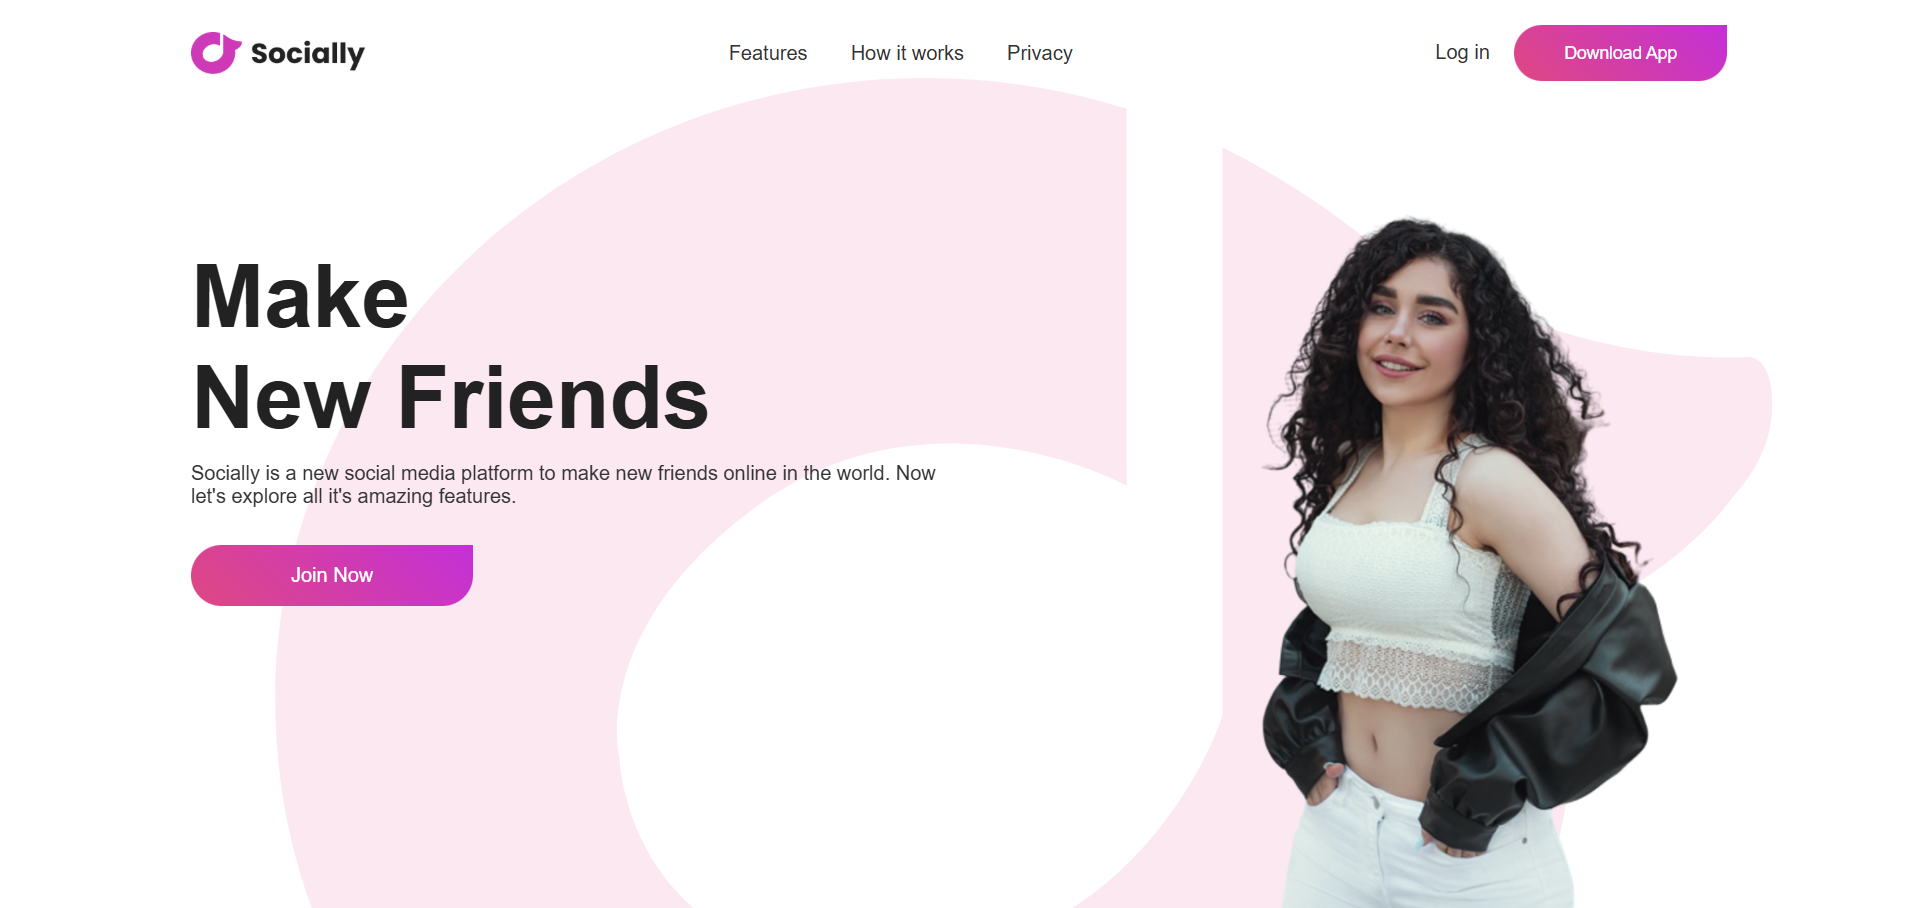 Socially
Features
How it works
Privacy
Log in
Download App
Make
New Friends
Socially is a new social media platform to make new friends online in the world. Now
let's explore all it's amazing features.
Join Now